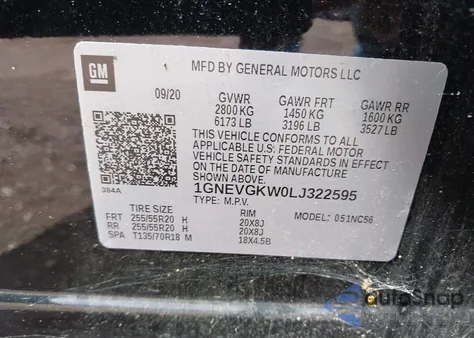 GM
MFD BY GENERAL MOTORS LLC
09/20 GVWR GAWR FRT GAWR RR
2800 KG 1450 KG 1600 KG
6173 LB 3196 LB 3527 LB
THIS VEHICLE CONFORMS TO ALL
APPLICABLE U.S. FEDERAL MOTOR
VEHICLE SAFETY STANDARDS IN EFFECT
ON THE DATE OF MANUFACTURE
SHOWN ABOVE.
384A
1GNEVGKW0LJ322595
TYPE: M.P.V. MODEL: 051NC56
TIRE SIZE RIM
FRT 255/55R20 H 20X8J
RR 255/55R20 H 20X8J
SPA T135/70R18 M 18X4.5B
autoSnap